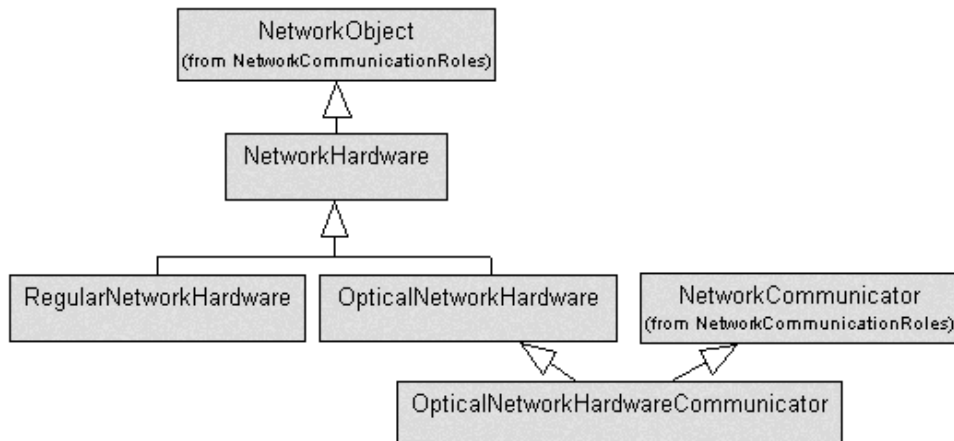 NetworkObject
(from NetworkCommunicationRoles)
NetworkHardware
RegularNetworkHardware
OpticalNetworkHardware
NetworkCommunicator
(from NetworkCommunicationRoles)
OpticalNetworkHardwareCommunicator